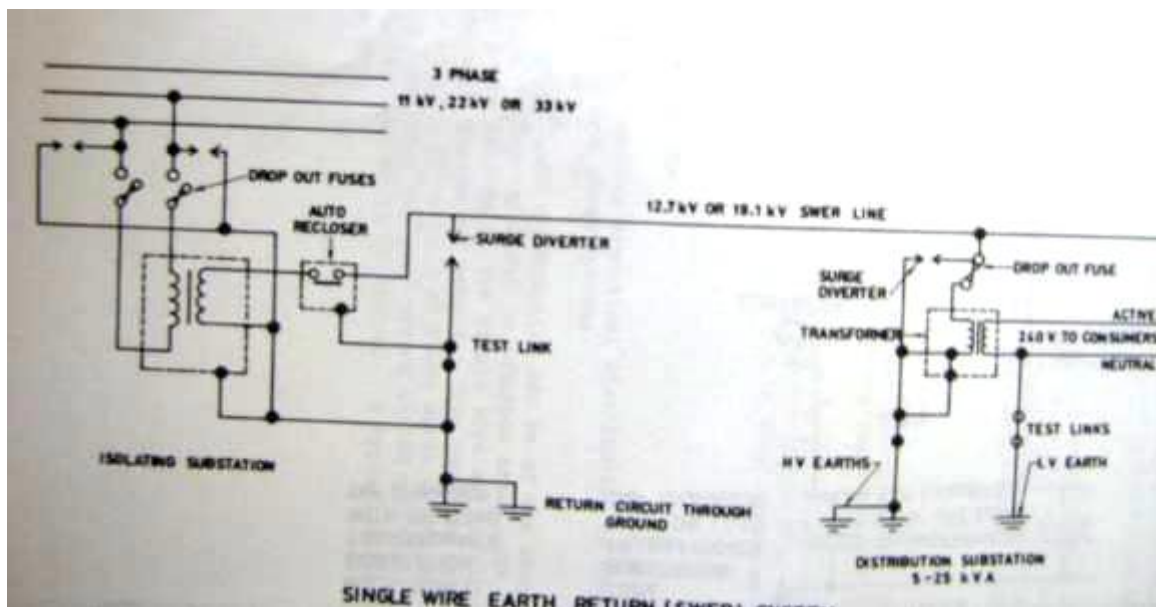 3 PHASE
11 kV, 22 kV OR 33 kV
DROP OUT FUSES
AUTO
RECLOSER
12.7 kV OR 19.1 kV SWER LINE
SURGE DIVERTER
SURGE
DIVERTER
DROP OUT FUSE
ACTIVE
TRANSFORMER
240 V TO CONSUMERS
NEUTRAL
TEST LINK
TEST LINKS
ISOLATING SUBSTATION
HV EARTHS
LV EARTH
RETURN CIRCUIT THROUGH
GROUND
DISTRIBUTION SUBSTATION
5-25 kVA
SINGLE WIRE EARTH RETURN (SWER)